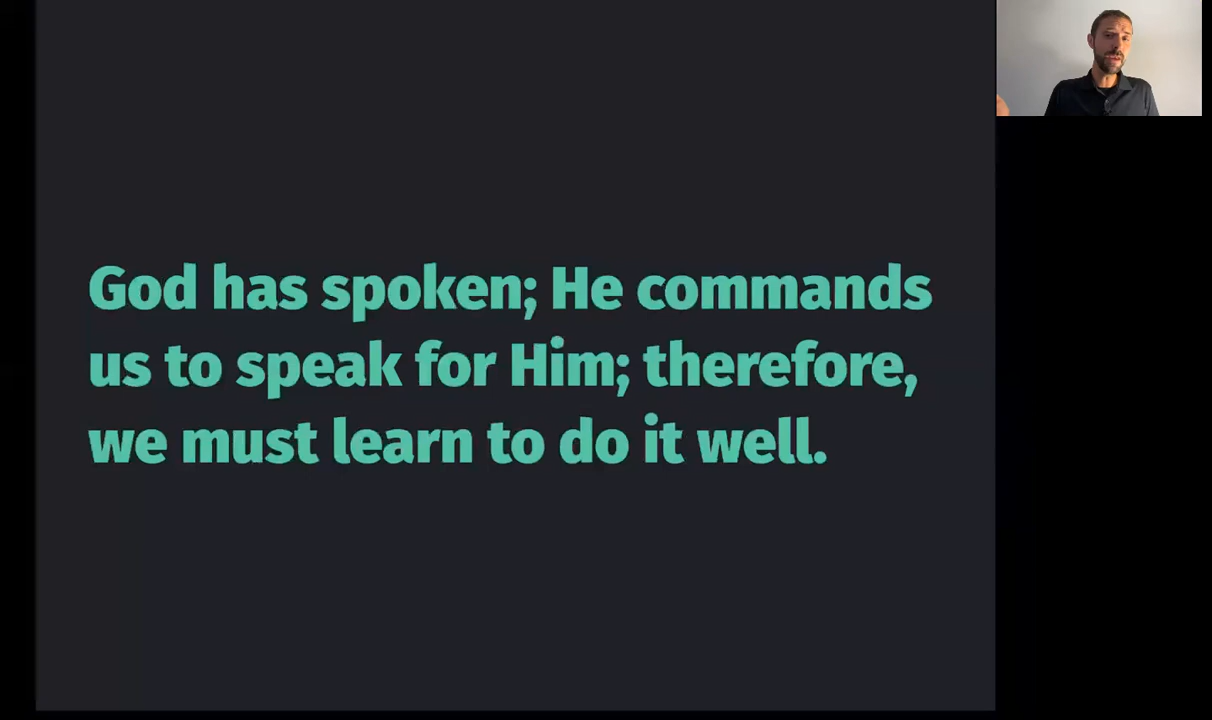 God has spoken; He commands
us to speak for Him; therefore,
we must learn to do it well.